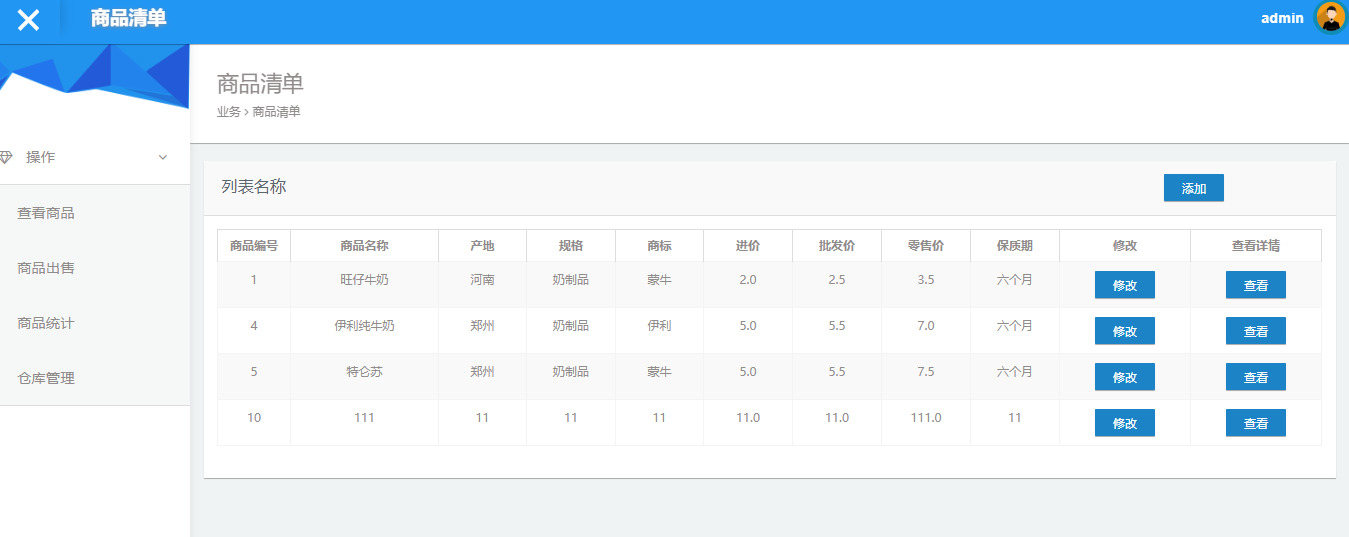 商品清单
admin
商品清单
业务 > 商品清单
操作
查看商品
商品出售
商品统计
仓库管理
列表名称
添加
商品编号 商品名称 产地 规格 商标 进价 批发价 零售价 保质期 修改 查看详情
1 旺仔牛奶 河南 奶制品 蒙牛 2.0 2.5 3.5 六个月 修改 查看
4 伊利纯牛奶 郑州 奶制品 伊利 5.0 5.5 7.0 六个月 修改 查看
5 特仑苏 郑州 奶制品 蒙牛 5.0 5.5 7.5 六个月 修改 查看
10 111 11 11 11 11.0 11.0 111.0 11 修改 查看